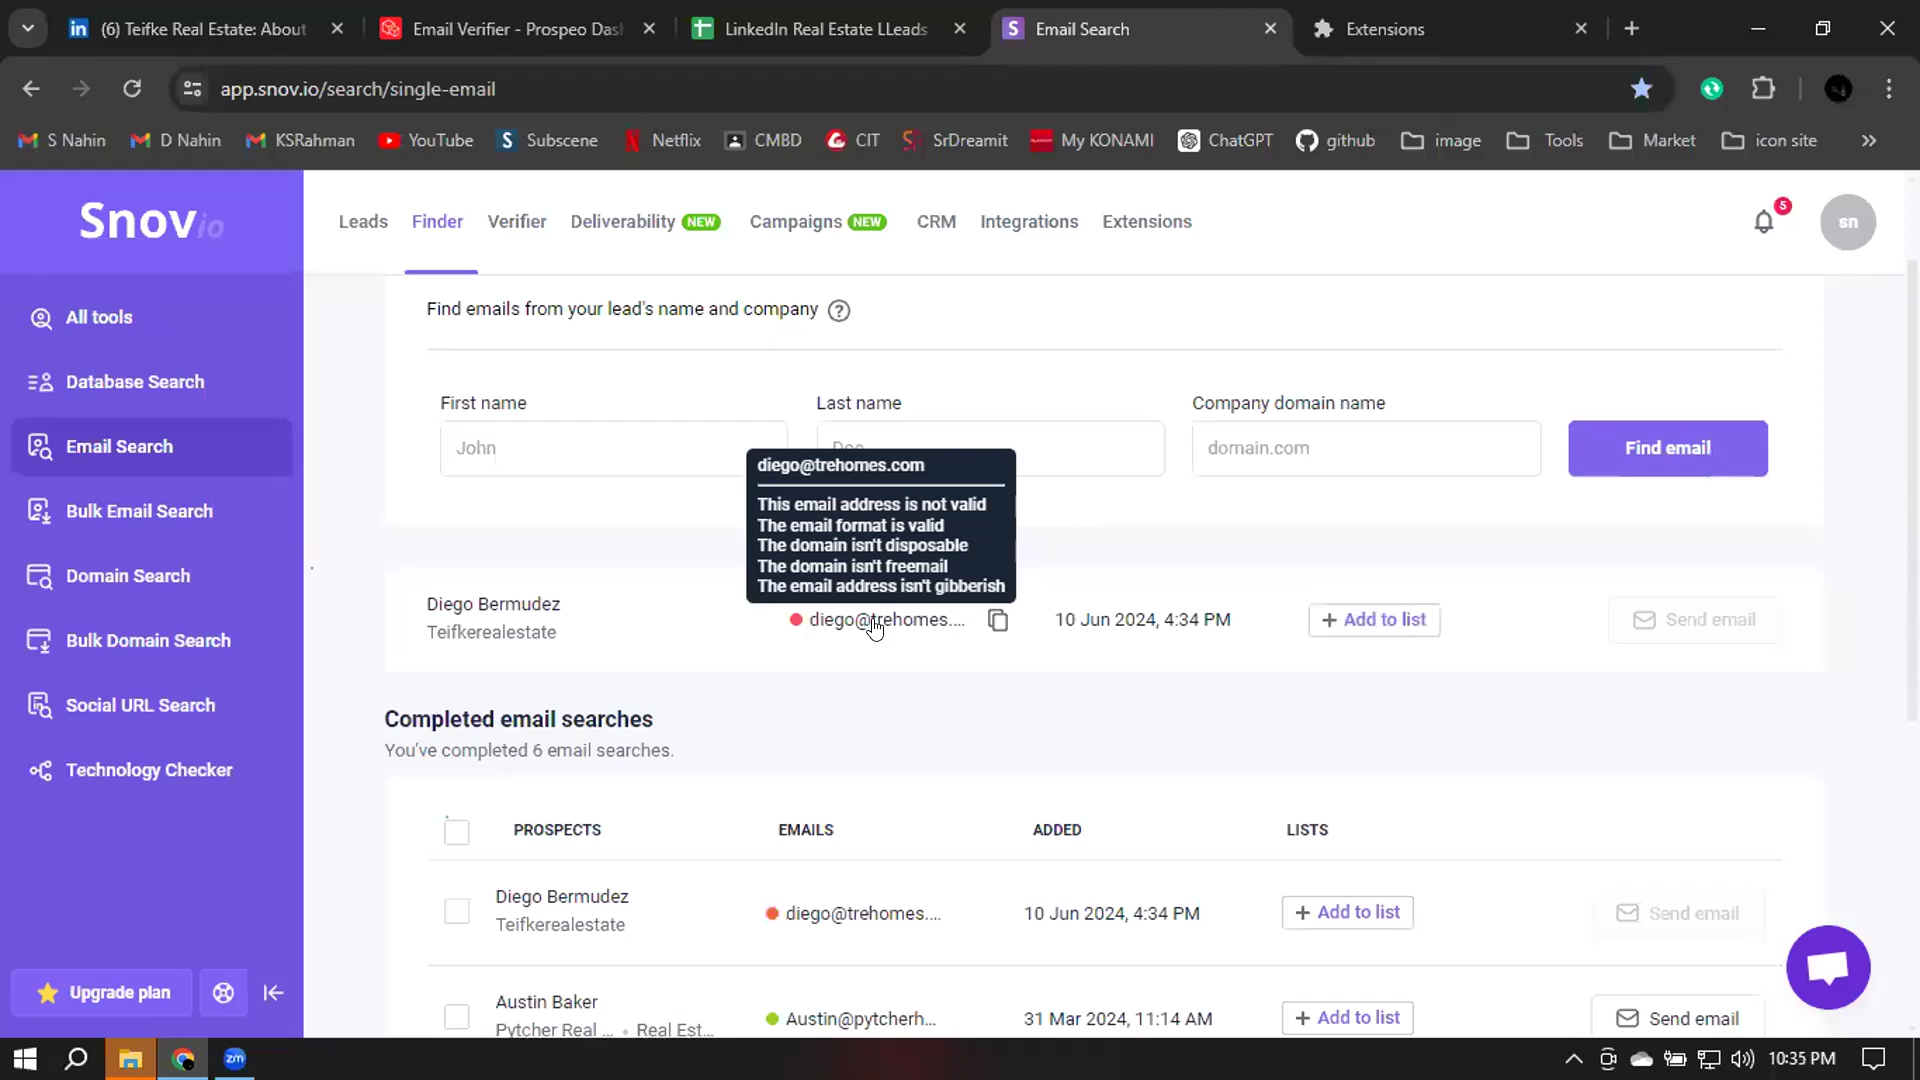 (6) Teifke Real Estate: About
Email Verifier - Prospeo Das
LinkedIn Real Estate LLeads
Email Search
Extensions
app.snov.io/search/single-email
S Nahin
D Nahin
KSRahman
YouTube
Subscene
Netflix
CMBD
CIT
SrDreamit
My KONAMI
ChatGPT
github
image
Tools
Market
icon site
Snovio
Leads
Finder
Verifier
Deliverability NEW
Campaigns NEW
CRM
Integrations
Extensions
5
sn
All tools
Database Search
Email Search
Bulk Email Search
Domain Search
Bulk Domain Search
Social URL Search
Technology Checker
Upgrade plan
Find emails from your lead's name and company
First name
Last name
Company domain name
John
domain.com
Find email
diego@trehomes.com
This email address is not valid
The email format is valid
The domain isn't disposable
The domain isn't freemail
The email address isn't gibberish
Diego Bermudez
Teifkerealestate
diego@trehomes....
10 Jun 2024, 4:34 PM
+ Add to list
Send email
Completed email searches
You've completed 6 email searches.
PROSPECTS
EMAILS
ADDED
LISTS
Diego Bermudez
Teifkerealestate
diego@trehomes....
10 Jun 2024, 4:34 PM
+ Add to list
Send email
Austin Baker
Pytcher Real ... • Real Est...
Austin@pytcherh...
31 Mar 2024, 11:14 AM
+ Add to list
Send email
zm
10:35 PM